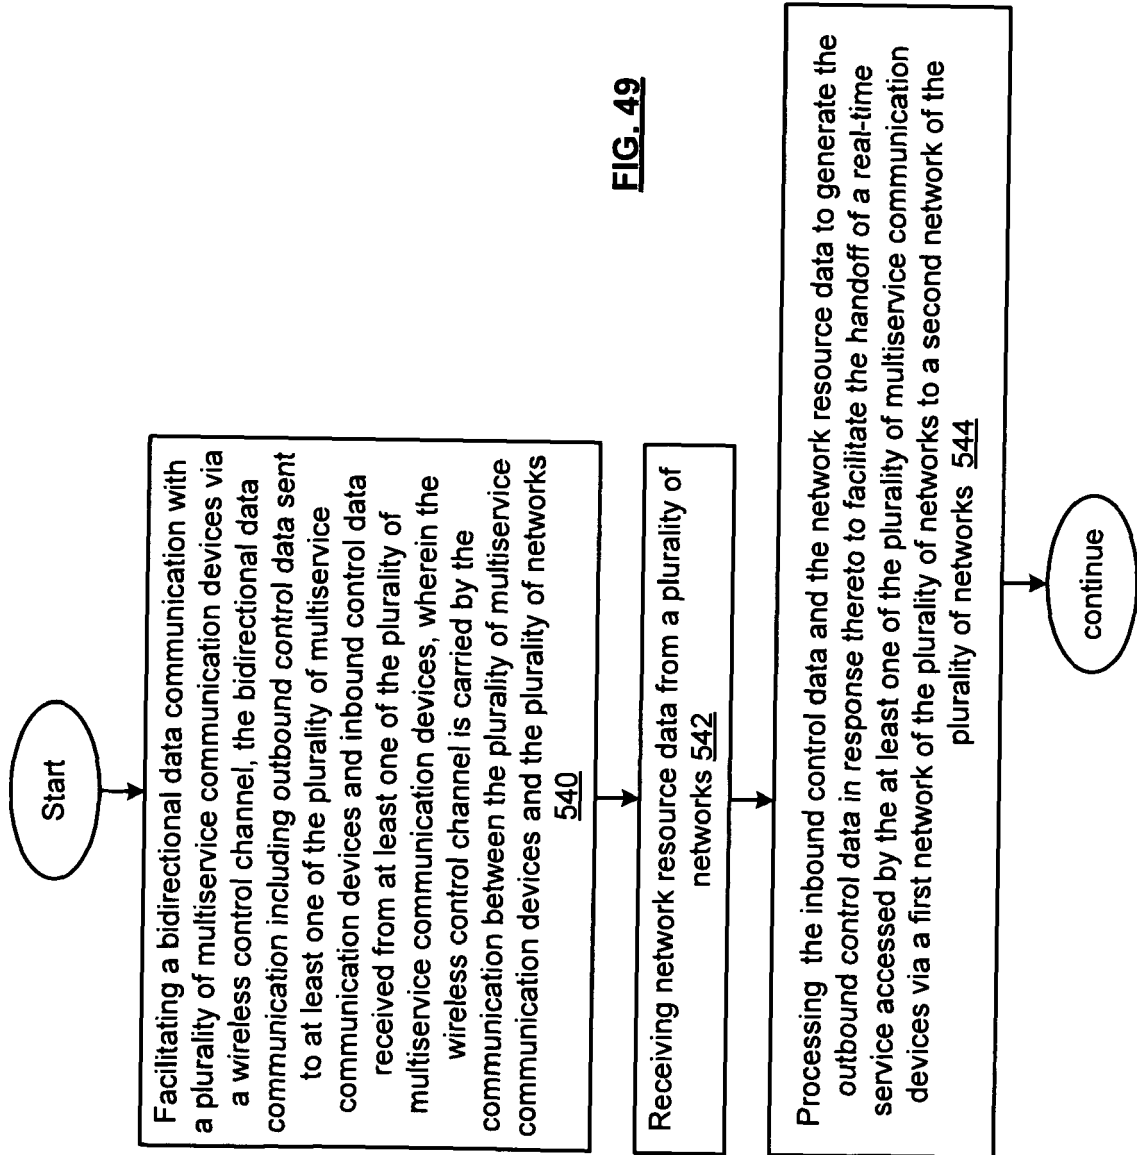 Start
Facilitating a bidirectional data communication with
a plurality of multiservice communication devices via
a wireless control channel, the bidirectional data
communication including outbound control data sent
to at least one of the plurality of multiservice
communication devices and inbound control data
received from at least one of the plurality of
multiservice communication devices, wherein the
wireless control channel is carried by the
communication between the plurality of multiservice
communication devices and the plurality of networks
540
Receiving network resource data from a plurality of
networks 542
Processing the inbound control data and the network resource data to generate the
outbound control data in response thereto to facilitate the handoff of a real-time
service accessed by the at least one of the plurality of multiservice communication
devices via a first network of the plurality of networks to a second network of the
plurality of networks 544
continue
FIG. 49